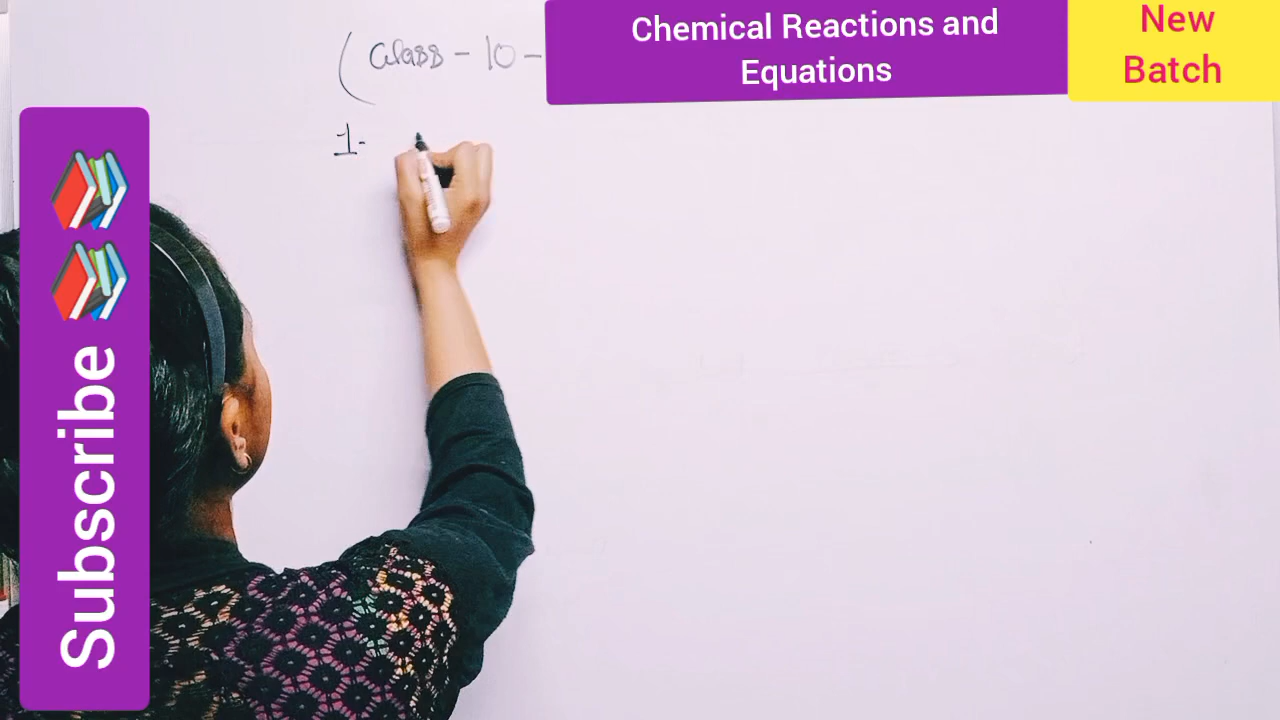 (Class - 10 -
Chemical Reactions and
Equations
New
Batch
1-
Subscribe